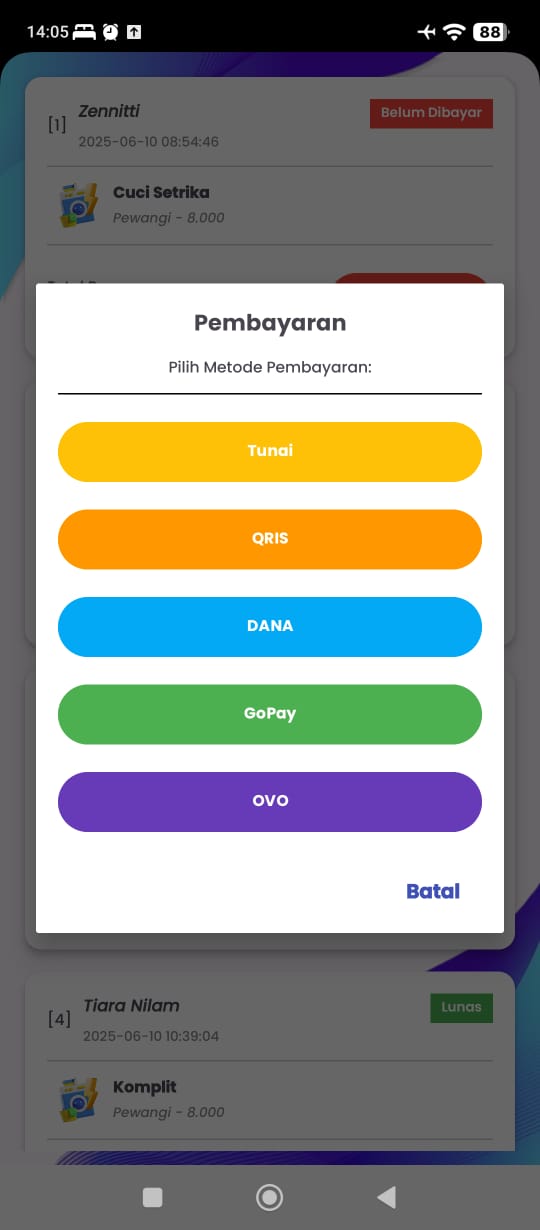 14:05
88
Zennitti
Belum Dibayar
[1]
2025-06-10 08:54:46
Cuci Setrika
Pewangi - 8.000
Pembayaran
Pilih Metode Pembayaran:
Tunai
QRIS
DANA
GoPay
OVO
Batal
Tiara Nilam
Lunas
[4]
2025-06-10 10:39:04
Komplit
Pewangi - 8.000